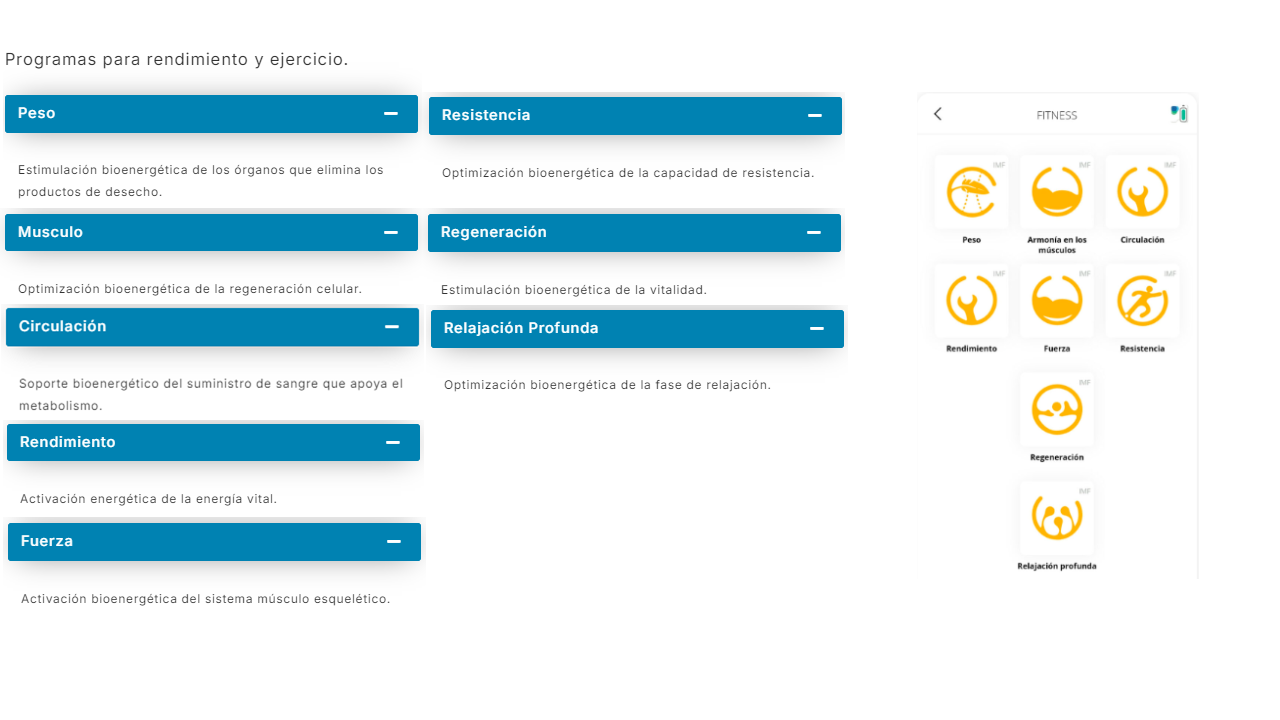 Programas para rendimiento y ejercicio.
Peso
Estimulación bioenergética de los órganos que elimina los
productos de desecho.
Musculo
Optimización bioenergética de la regeneración celular.
Circulación
Soporte bioenergético del suministro de sangre que apoya el
metabolismo.
Rendimiento
Activación energética de la energía vital.
Fuerza
Activación bioenergética del sistema músculo esquelético.
Resistencia
Optimización bioenergética de la capacidad de resistencia.
Regeneración
Estimulación bioenergética de la vitalidad.
Relajación Profunda
Optimización bioenergética de la fase de relajación.
FITNESS
IMF
IMF
IMF
Peso
Armonía en los
músculos
Circulación
IMF
IMF
IMF
Rendimiento
Fuerza
Resistencia
IMF
Regeneración
IMF
Relajación profunda